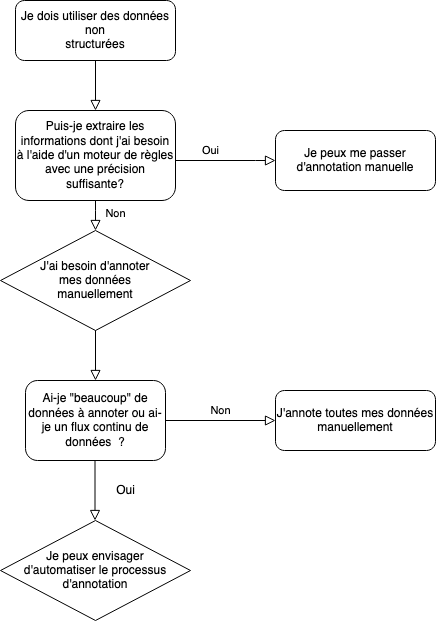 Je dois utiliser des données
non
structurées
Puis-je extraire les
informations dont j'ai besoin
à l'aide d'un moteur de règles
avec une précision
suffisante?
Oui
Je peux me passer
d'annotation manuelle
Non
J'ai besoin d'annoter
mes données
manuellement
Ai-je "beaucoup" de
données à annoter ou ai-
je un flux continu de
données ?
Non
J'annote toutes mes données
manuellement
Oui
Je peux envisager
d'automatiser le processus
d'annotation